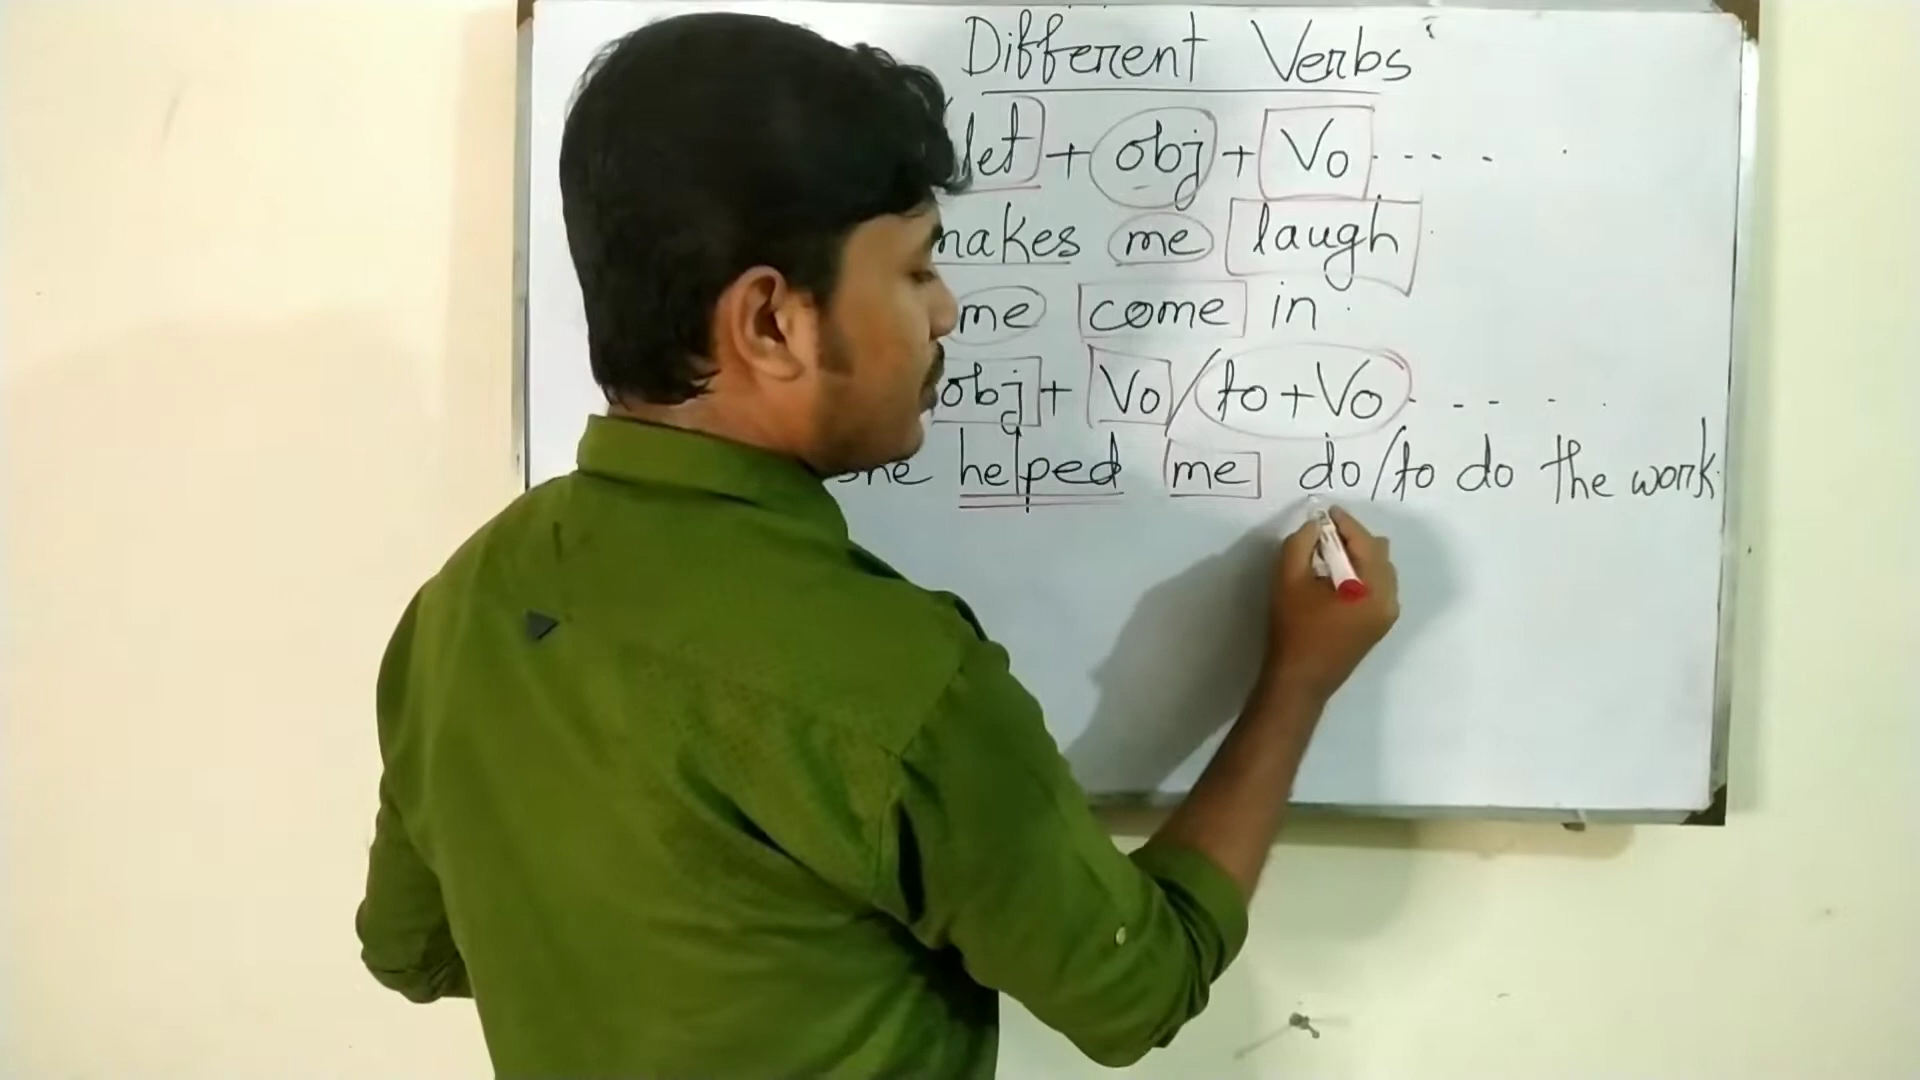 Different Verbs
let + obj + Vo ....
makes me laugh
me come in.
obj + Vo/to+Vo - - - -
she helped me do/to do the work.